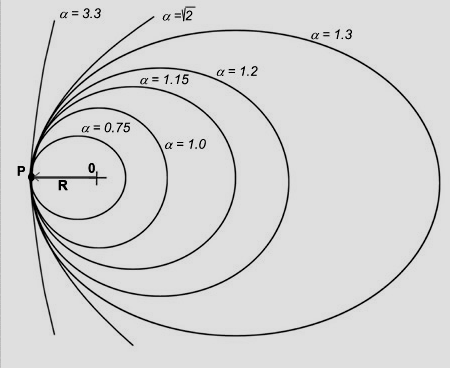 α = 3.3
α = √2
α = 1.3
α = 1.2
α = 1.15
α = 0.75
α = 1.0
P
0
R